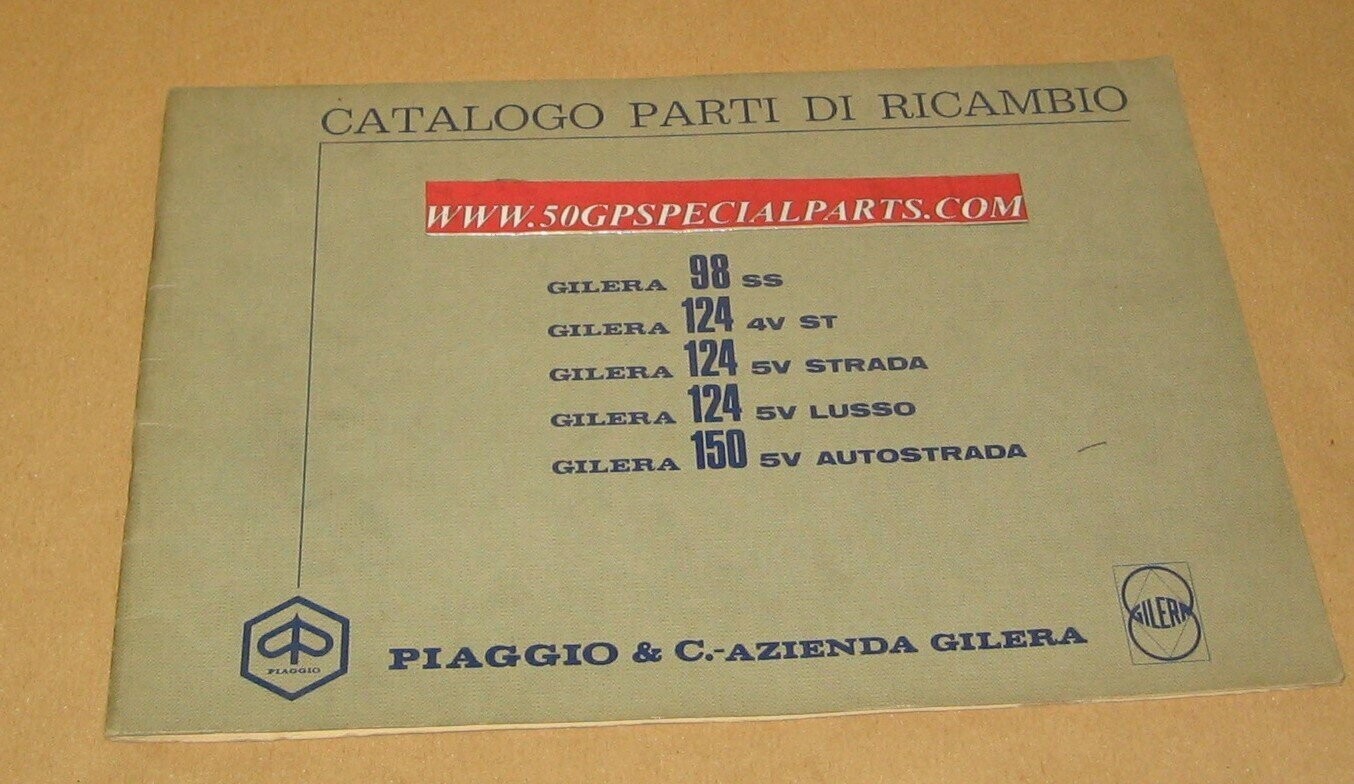 CATALOGO PARTI DI RICAMBIO
WWW.50GPSPECIALPARTS.COM
GILERA 98 SS
GILERA 124 4V ST
GILERA 124 5V STRADA
GILERA 124 5V LUSSO
GILERA 150 5V AUTOSTRADA
PIAGGIO
PIAGGIO & C.-AZIENDA GILERA
GILERA